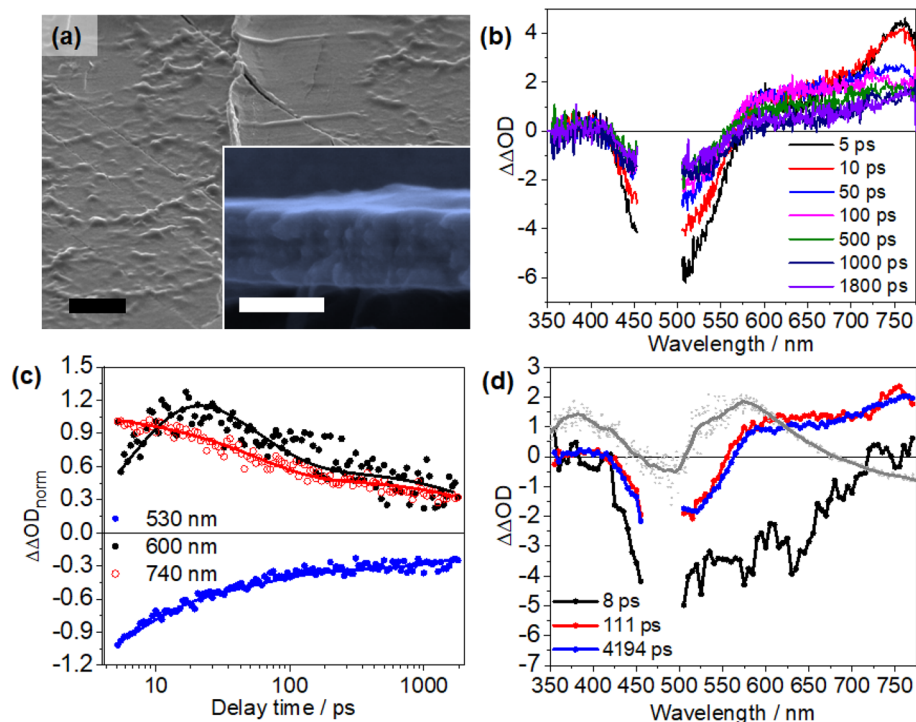 (a)
(b)
ΔΔOD
4
2
0
-2
-4
-6
5 ps
10 ps
50 ps
100 ps
500 ps
1000 ps
1800 ps
350 400 450 500 550 600 650 700 750
Wavelength / nm
(c)
ΔΔODnorm
1.5
1.2
0.9
0.6
0.3
0.0
-0.3
-0.6
-0.9
-1.2
530 nm
600 nm
740 nm
10 100 1000
Delay time / ps
(d)
ΔΔOD
3
2
1
0
-1
-2
-3
-4
-5
-6
-7
8 ps
111 ps
4194 ps
350 400 450 500 550 600 650 700 750
Wavelength / nm